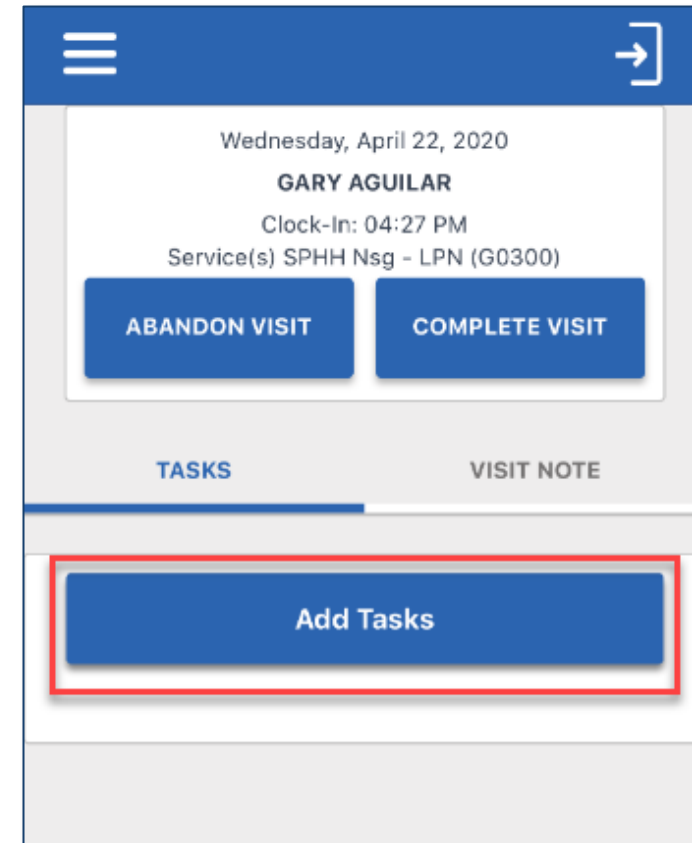 Wednesday, April 22, 2020
GARY AGUILAR
Clock-In: 04:27 PM
Service(s) SPHH Nsg - LPN (G0300)
ABANDON VISIT
COMPLETE VISIT
TASKS
VISIT NOTE
Add Tasks